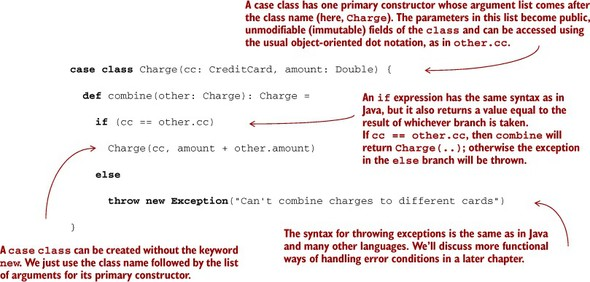 A case class has one primary constructor whose argument list comes after
the class name (here, Charge). The parameters in this list become public,
unmodifiable (immutable) fields of the class and can be accessed using
the usual object-oriented dot notation, as in other.cc.
case class Charge(cc: CreditCard, amount: Double) {
def combine(other: Charge): Charge =
if (cc == other.cc)
Charge(cc, amount + other.amount)
else
throw new Exception("Can't combine charges to different cards")
}
An if expression has the same syntax as in
Java, but it also returns a value equal to the
result of whichever branch is taken.
If cc == other.cc, then combine will
return Charge(..); otherwise the exception
in the else branch will be thrown.
The syntax for throwing exceptions is the same as in Java
and many other languages. We'll discuss more functional
ways of handling error conditions in a later chapter.
A case class can be created without the keyword
new. We just use the class name followed by the list
of arguments for its primary constructor.